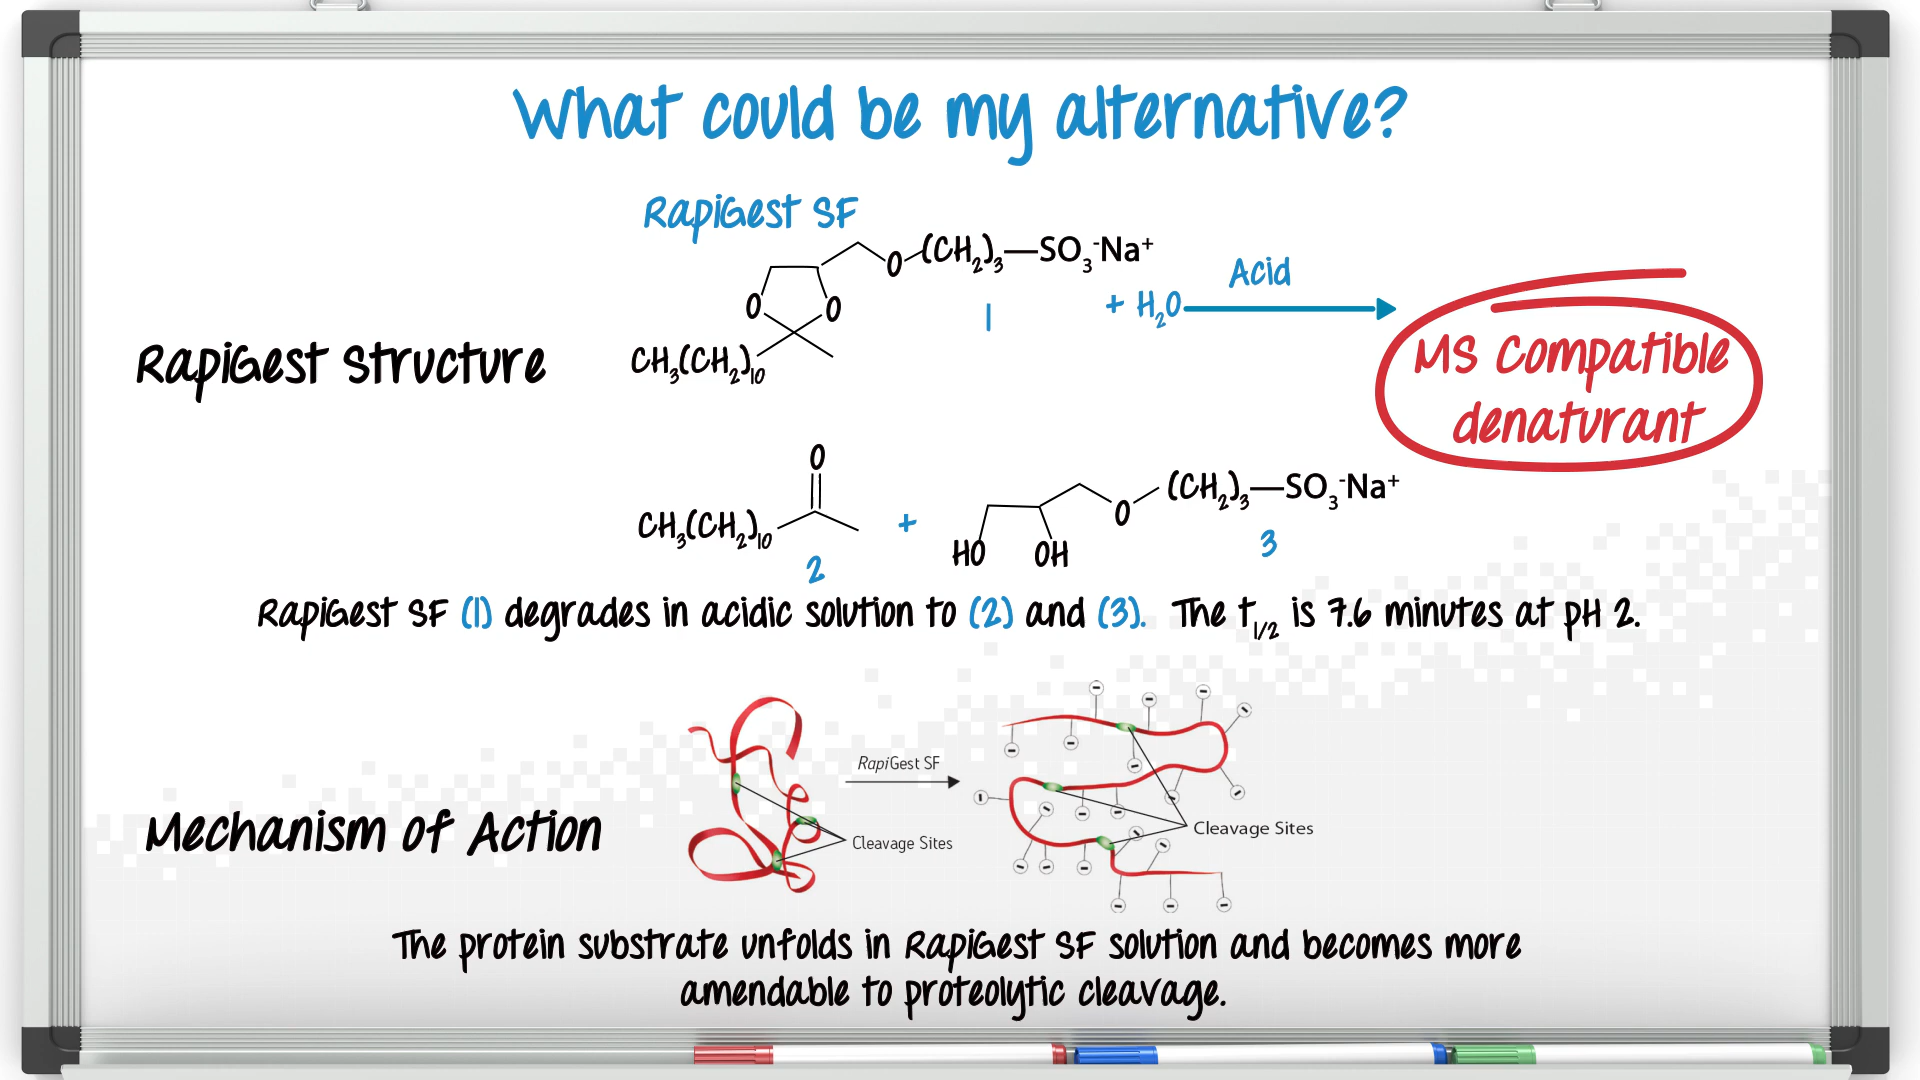 What could be my alternative?
RapiGest SF
O (CH₂)₃—SO₃⁻Na⁺
Acid
O O
1
+ H₂O
RapiGest Structure
CH₃(CH₂)₁₀
MS Compatible
denaturant
O
CH₃(CH₂)₁₀
+
O (CH₂)₃—SO₃⁻Na⁺
HO OH
2
3
RapiGest SF (1) degrades in acidic solution to (2) and (3). The t₁/₂ is 7.6 minutes at pH 2.
RapiGest SF
Mechanism of Action
Cleavage Sites
Cleavage Sites
The protein substrate unfolds in RapiGest SF solution and becomes more
amendable to proteolytic cleavage.